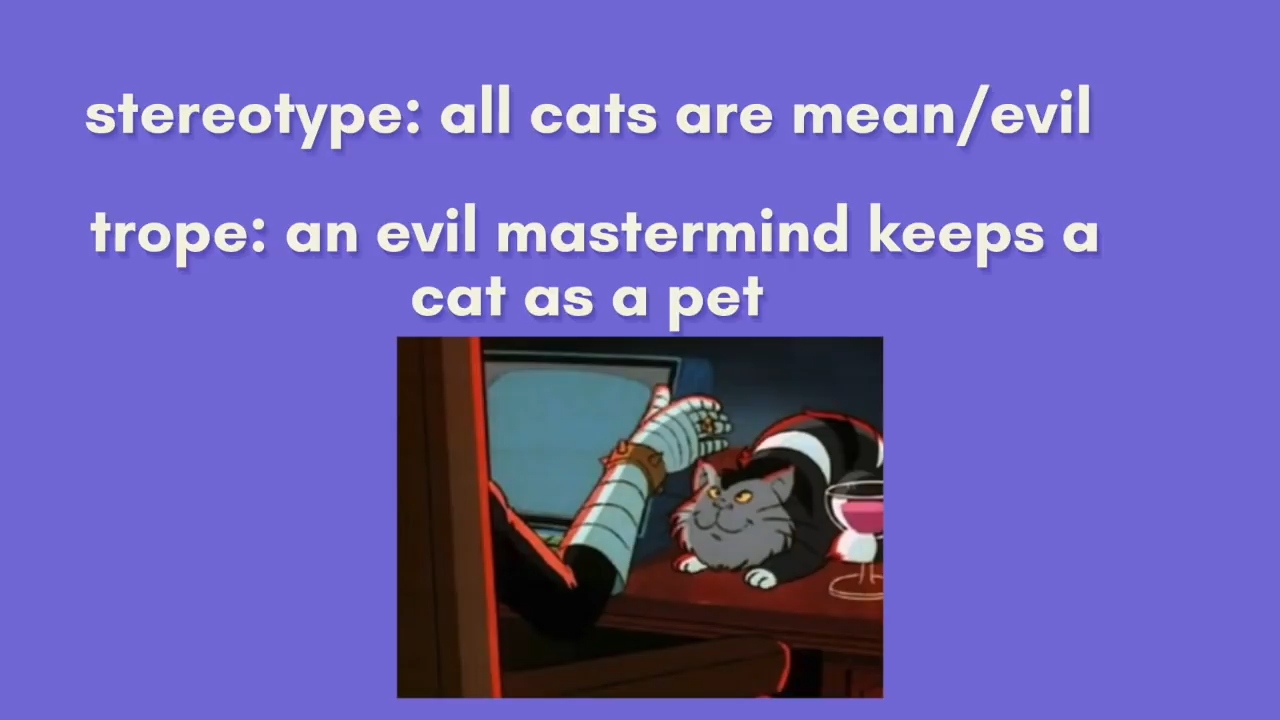 stereotype: all cats are mean/evil
trope: an evil mastermind keeps a
cat as a pet